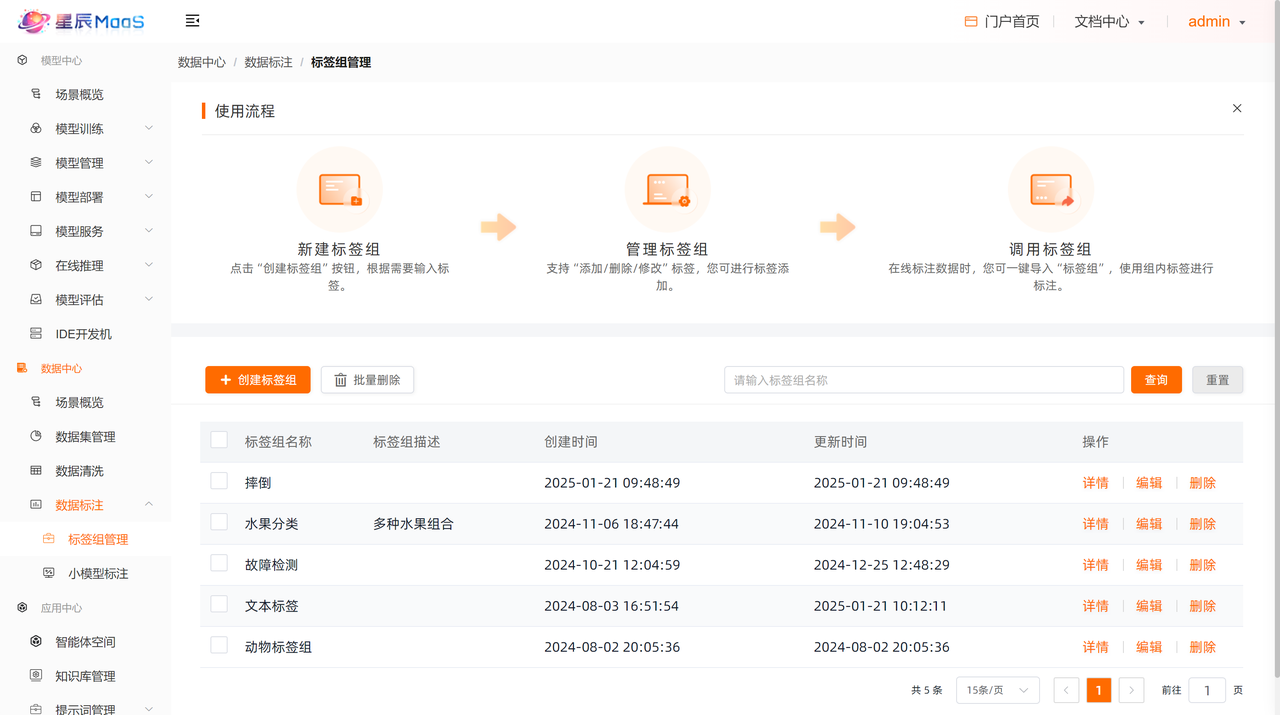 星辰MaaS
门户首页
文档中心
admin
模型中心
场景概览
模型训练
模型管理
模型部署
模型服务
在线推理
模型评估
IDE开发机
数据中心
场景概览
数据集管理
数据清洗
数据标注
标签组管理
小模型标注
应用中心
智能体空间
知识库管理
提示词管理
数据中心 / 数据标注 / 标签组管理
使用流程
新建标签组
点击“创建标签组”按钮，根据需要输入标
签。
管理标签组
支持“添加/删除/修改”标签，您可进行标签添
加。
调用标签组
在线标注数据时，您可一键导入“标签组”，使用组内标签进行
标注。
创建标签组
批量删除
请输入标签组名称
查询
重置
标签组名称 标签组描述 创建时间 更新时间 操作
摔倒 2025-01-21 09:48:49 2025-01-21 09:48:49 详情 编辑 删除
水果分类 多种水果组合 2024-11-06 18:47:44 2024-11-10 19:04:53 详情 编辑 删除
故障检测 2024-10-21 12:04:59 2024-12-25 12:48:29 详情 编辑 删除
文本标签 2024-08-03 16:51:54 2025-01-21 10:12:11 详情 编辑 删除
动物标签组 2024-08-02 20:05:36 2024-08-02 20:05:36 详情 编辑 删除
共 5 条 15条/页 1 前往 1 页